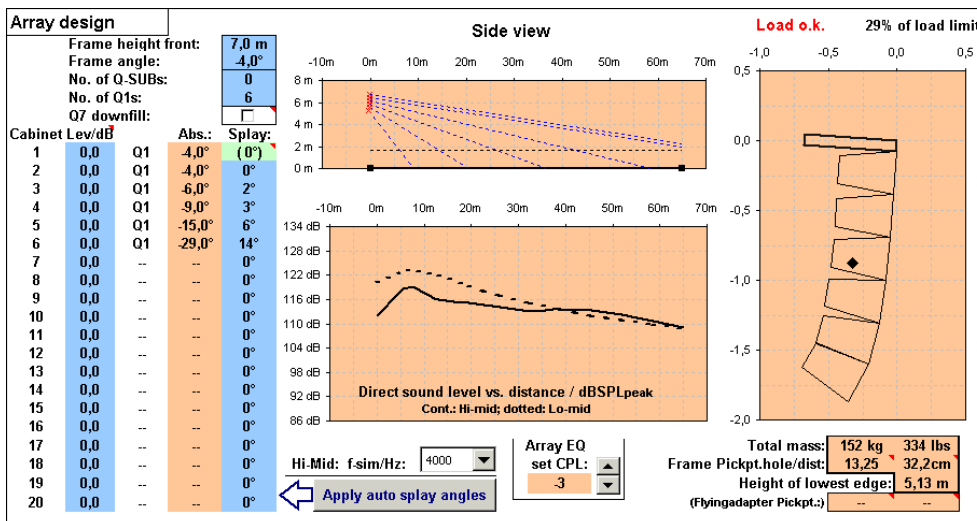 Array design
Frame height front: 7,0 m
Frame angle: -4,0°
No. of Q-SUBs: 0
No. of Q1s: 6
Q7 downfill:
Cabinet Lev/dB Abs.: Splay:
1 0,0 Q1 -4,0° ( 0°)
2 0,0 Q1 -4,0° 0°
3 0,0 Q1 -6,0° 2°
4 0,0 Q1 -9,0° 3°
5 0,0 Q1 -15,0° 6°
6 0,0 Q1 -29,0° 14°
7 0,0 -- -- 0°
8 0,0 -- -- 0°
9 0,0 -- -- 0°
10 0,0 -- -- 0°
11 0,0 -- -- 0°
12 0,0 -- -- 0°
13 0,0 -- -- 0°
14 0,0 -- -- 0°
15 0,0 -- -- 0°
16 0,0 -- -- 0°
17 0,0 -- -- 0°
18 0,0 -- -- 0°
19 0,0 -- -- 0°
20 0,0 -- -- 0°
Side view
-10m 0m 10m 20m 30m 40m 50m 60m 70m
8 m
6 m
4 m
2 m
0 m
-10m 0m 10m 20m 30m 40m 50m 60m 70m
134 dB
128 dB
122 dB
116 dB
110 dB
104 dB
98 dB
92 dB
86 dB
Direct sound level vs. distance / dBSPLpeak
Cont.: Hi-mid; dotted: Lo-mid
Hi-Mid: f-sim/Hz: 4000
Apply auto splay angles
Array EQ
set CPL:
-3
Load o.k. 29% of load limit
-1,0 -0,5 0,0 0,5
0,5
0,0
-0,5
-1,0
-1,5
-2,0
Total mass: 152 kg 334 lbs
Frame Pickpt.hole/dist: 13,25 32,2cm
Height of lowest edge: 5,13 m
(Flyingadapter Pickpt.:) -- --